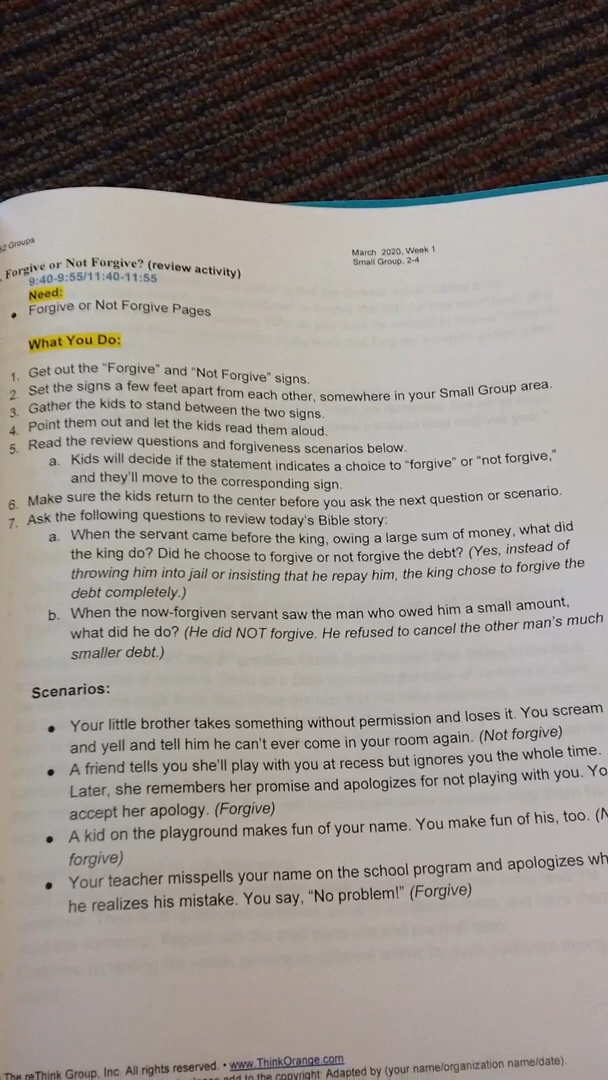 52 Groups
March 2020, Week 1
Small Group, 2-4
Forgive or Not Forgive? (review activity)
9:40-9:55/11:40-11:55
Need:
• Forgive or Not Forgive Pages
What You Do:
1. Get out the “Forgive” and “Not Forgive” signs.
2. Set the signs a few feet apart from each other, somewhere in your Small Group area.
3. Gather the kids to stand between the two signs.
4. Point them out and let the kids read them aloud.
5. Read the review questions and forgiveness scenarios below.
a. Kids will decide if the statement indicates a choice to “forgive” or “not forgive,”
and they’ll move to the corresponding sign.
6. Make sure the kids return to the center before you ask the next question or scenario.
7. Ask the following questions to review today’s Bible story:
a. When the servant came before the king, owing a large sum of money, what did
the king do? Did he choose to forgive or not forgive the debt? (Yes, instead of
throwing him into jail or insisting that he repay him, the king chose to forgive the
debt completely.)
b. When the now-forgiven servant saw the man who owed him a small amount,
what did he do? (He did NOT forgive. He refused to cancel the other man’s much
smaller debt.)
Scenarios:
• Your little brother takes something without permission and loses it. You scream
and yell and tell him he can’t ever come in your room again. (Not forgive)
• A friend tells you she’ll play with you at recess but ignores you the whole time.
Later, she remembers her promise and apologizes for not playing with you. Yo
accept her apology. (Forgive)
• A kid on the playground makes fun of your name. You make fun of his, too. (N
forgive)
• Your teacher misspells your name on the school program and apologizes wh
he realizes his mistake. You say, “No problem!” (Forgive)
The reThink Group, Inc. All rights reserved. • www.ThinkOrange.com
add to the copyright: Adapted by (your name/organization name/date).